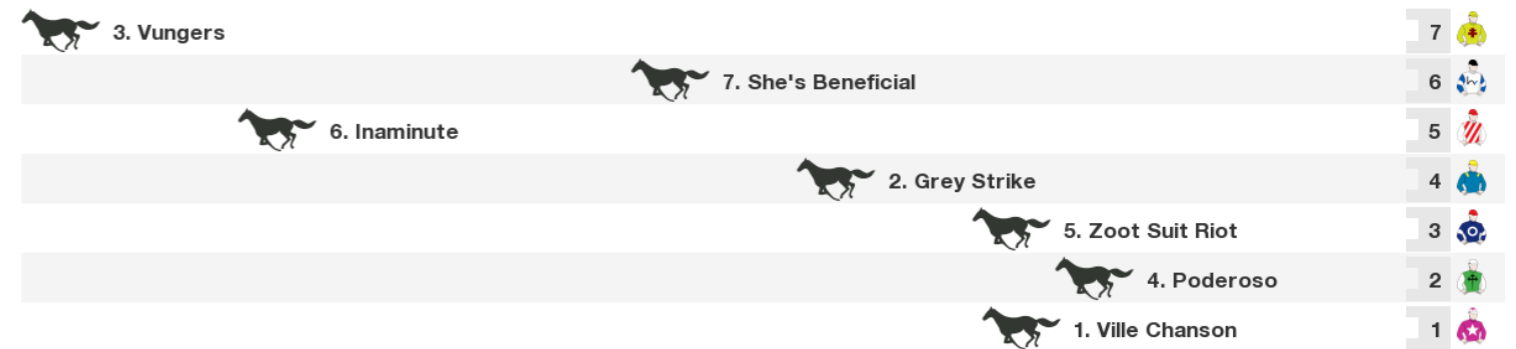 3. Vungers 7
7. She's Beneficial 6
6. Inaminute 5
2. Grey Strike 4
5. Zoot Suit Riot 3
4. Poderoso 2
1. Ville Chanson 1